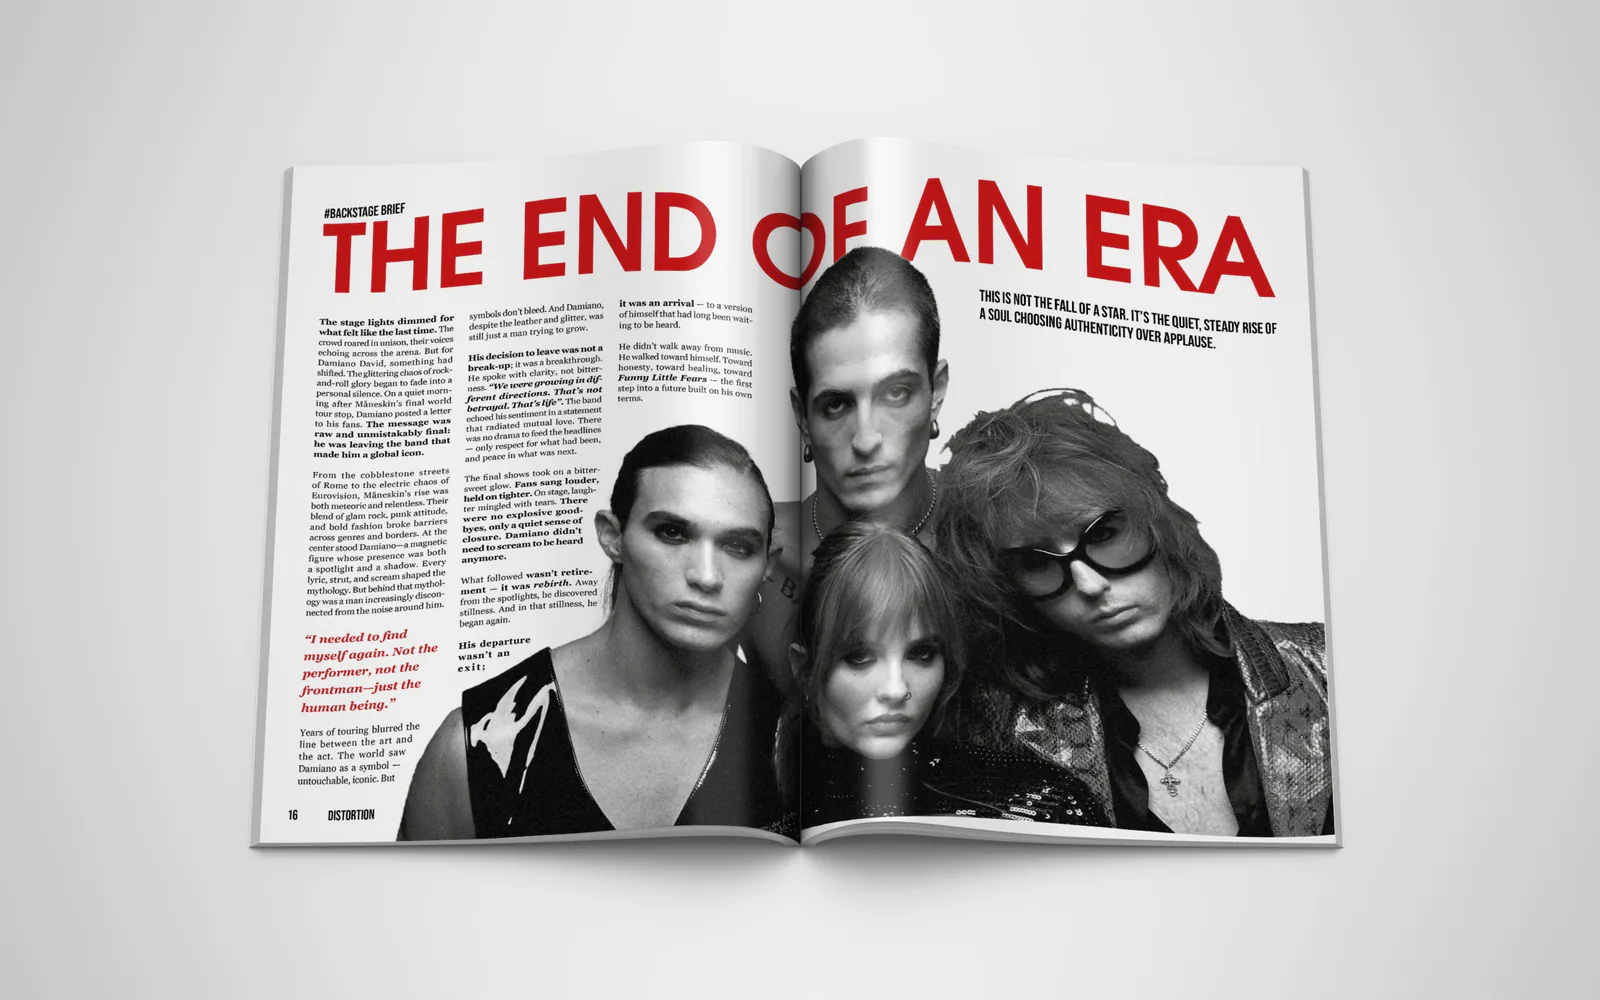 #BACKSTAGE BRIEF
THE END OF AN ERA
THIS IS NOT THE FALL OF A STAR. IT'S THE QUIET, STEADY RISE OF
A SOUL CHOOSING AUTHENTICITY OVER APPLAUSE.
The stage lights dimmed for
what felt like the last time. The
crowd roared in unison, their voices
echoing across the arena. But for
Damiano David, something had
shifted. The glittering chaos of rock-
and-roll glory began to fade into a
personal silence. On a quiet morn-
ing after Måneskin's final world
tour stop, Damiano posted a letter
to his fans. The message was
raw and unmistakably final:
he was leaving the band that
made him a global icon.
From the cobblestone streets
of Rome to the electric chaos of
Eurovision, Måneskin's rise was
both meteoric and relentless. Their
blend of glam rock, punk attitude,
and bold fashion broke barriers
across genres and borders. At the
center stood Damiano—a magnetic
figure whose presence was both
a spotlight and a shadow. Every
lyric, strut, and scream shaped the
mythology. But behind that mythol-
ogy was a man increasingly discon-
nected from the noise around him.
“I needed to find
myself again. Not the
performer, not the
frontman—just the
human being.”
Years of touring blurred the
line between the art and
the act. The world saw
Damiano as a symbol —
untouchable, iconic. But
symbols don't bleed. And Damiano,
despite the leather and glitter, was
still just a man trying to grow.
His decision to leave was not a
break-up; it was a breakthrough.
He spoke with clarity, not bitter-
ness. “We were growing in dif-
ferent directions. That's not
betrayal. That's life”. The band
echoed his sentiment in a statement
that radiated mutual love. There
was no drama to feed the headlines
— only respect for what had been,
and peace in what was next.
The final shows took on a bitter-
sweet glow. Fans sang louder,
held on tighter. On stage, laugh-
ter mingled with tears. There
were no explosive good-
byes, only a quiet sense of
closure. Damiano didn't
need to scream to be heard
anymore.
What followed wasn't retire-
ment — it was rebirth. Away
from the spotlights, he discovered
stillness. And in that stillness, he
began again.
His departure
wasn't an
exit;
it was an arrival — to a version
of himself that had long been wait-
ing to be heard.
He didn't walk away from music.
He walked toward himself. Toward
honesty, toward healing, toward
Funny Little Fears — the first
step into a future built on his own
terms.
16
DISTORTION